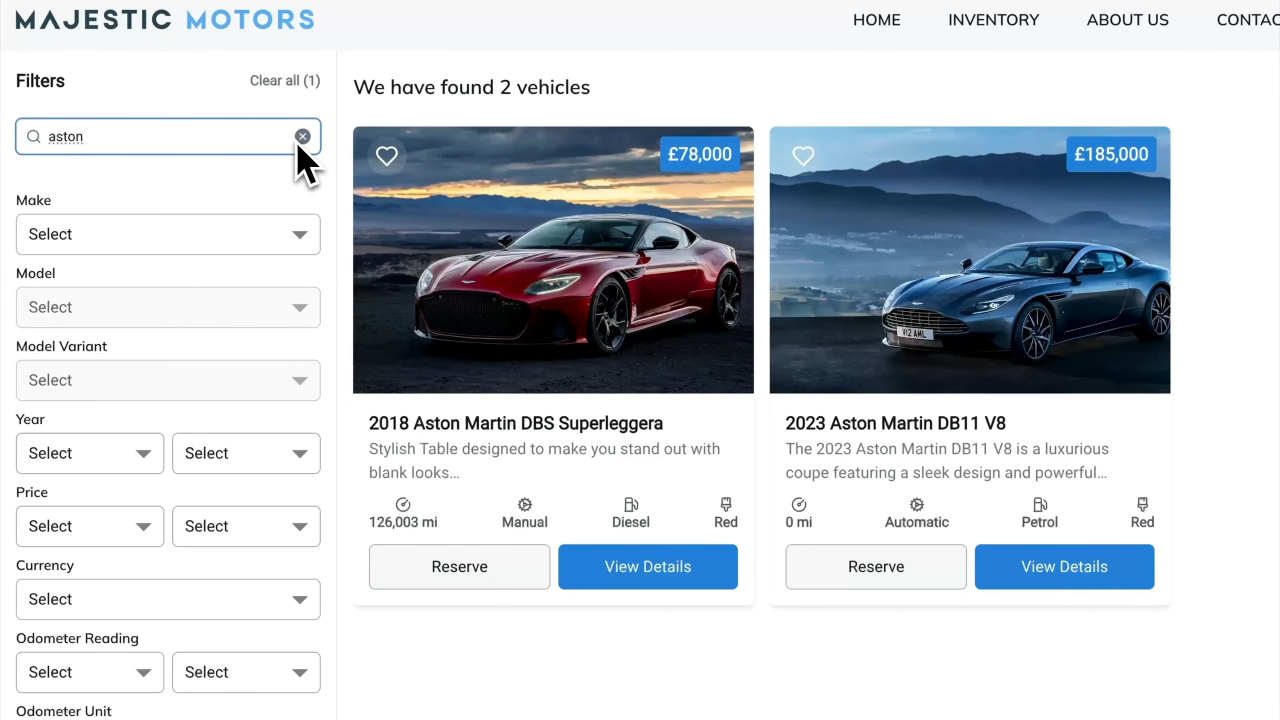 MAJESTIC MOTORS
HOME
INVENTORY
ABOUT US
CONTAC
Filters
Clear all (1)
aston
Make
Select
Model
Select
Model Variant
Select
Year
Select
Select
Price
Select
Select
Currency
Select
Odometer Reading
Select
Select
Odometer Unit
We have found 2 vehicles
£78,000
2018 Aston Martin DBS Superleggera
Stylish Table designed to make you stand out with
blank looks...
126,003 mi
Manual
Diesel
Red
Reserve
View Details
£185,000
V12 AML
2023 Aston Martin DB11 V8
The 2023 Aston Martin DB11 V8 is a luxurious
coupe featuring a sleek design and powerful...
0 mi
Automatic
Petrol
Red
Reserve
View Details